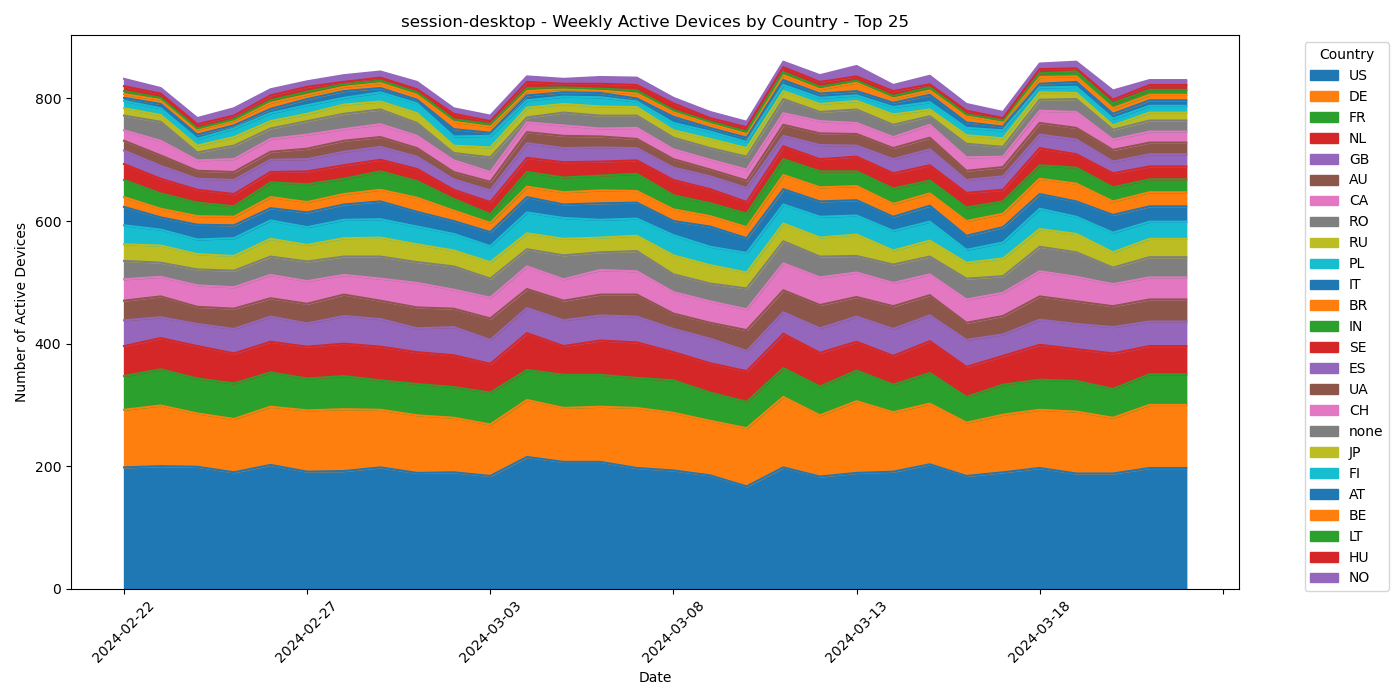 session-desktop - Weekly Active Devices by Country - Top 25
Number of Active Devices
800
600
400
200
0
2024-02-22
2024-02-27
2024-03-03
2024-03-08
2024-03-13
2024-03-18
Date
Country
US
DE
FR
NL
GB
AU
CA
RO
RU
PL
IT
BR
IN
SE
ES
UA
CH
none
JP
FI
AT
BE
LT
HU
NO